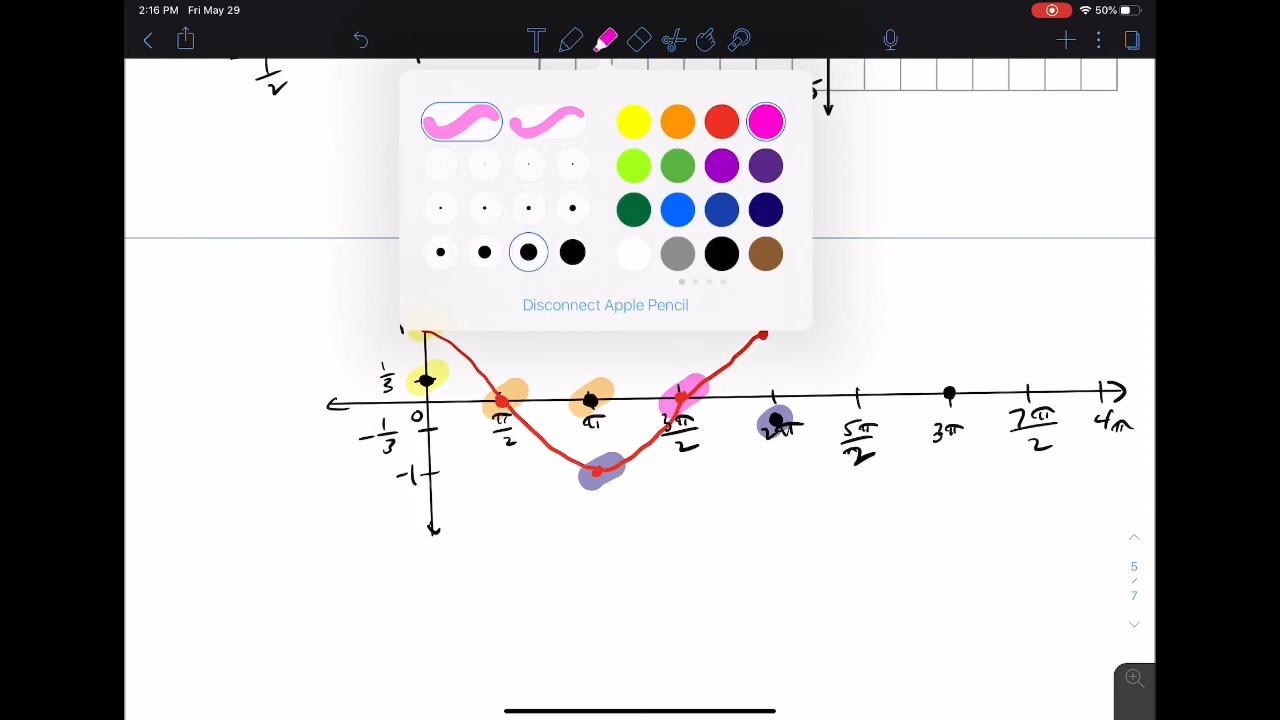 2:16 PM Fri May 29
50%
T
1/2
Disconnect Apple Pencil
1/3
0
-1/3
-1
π/2
π
3π/2
2π
5π/2
3π
7π/2
4π
5
/
7